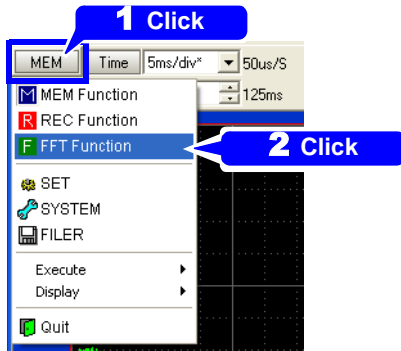 1 Click
MEM Time 5ms/div* 50us/S
M MEM Function 125ms
R REC Function
F FFT Function
2 Click
SET
SYSTEM
FILER
Execute
Display
Quit